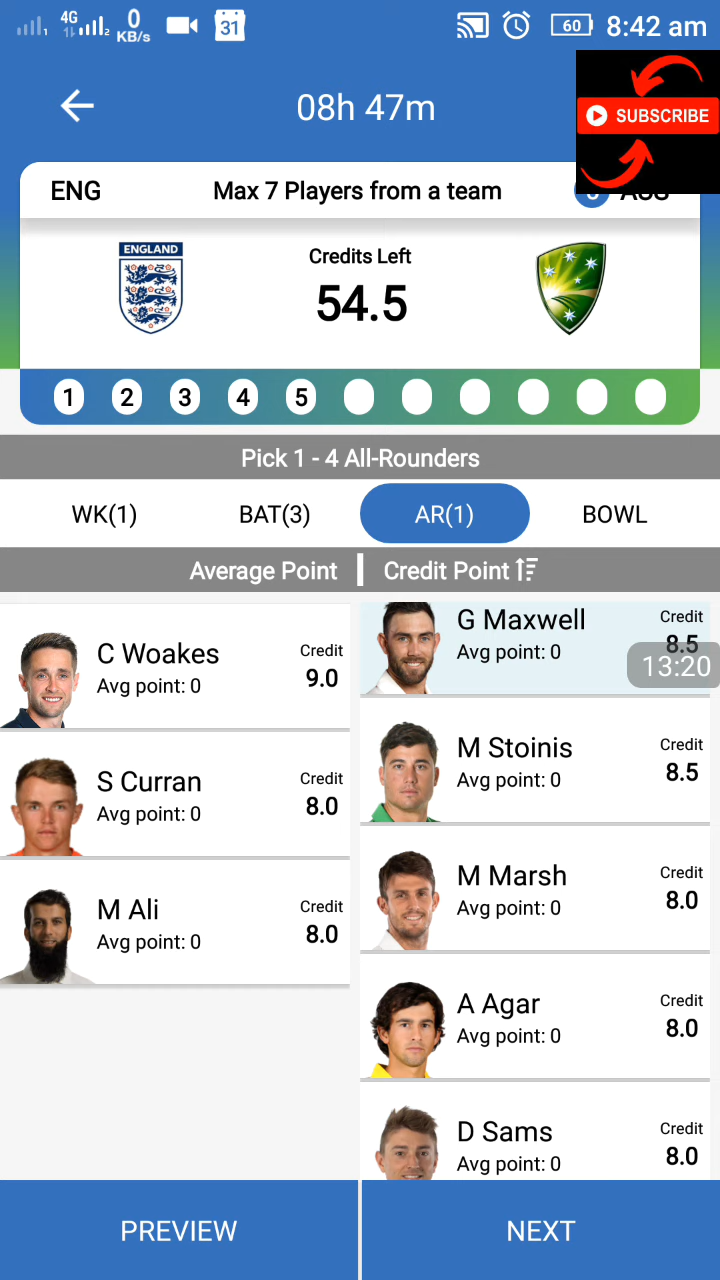 4G 0 KB/s 31 60 8:42 am
08h 47m
SUBSCRIBE
ENG Max 7 Players from a team
ENGLAND
Credits Left
54.5
1 2 3 4 5
Pick 1 - 4 All-Rounders
WK(1) BAT(3) AR(1) BOWL
Average Point Credit Point
C Woakes Credit
Avg point: 0 9.0
S Curran Credit
Avg point: 0 8.0
M Ali Credit
Avg point: 0 8.0
G Maxwell Credit
Avg point: 0 8.5
13:20
M Stoinis Credit
Avg point: 0 8.5
M Marsh Credit
Avg point: 0 8.0
A Agar Credit
Avg point: 0 8.0
D Sams Credit
Avg point: 0 8.0
PREVIEW NEXT